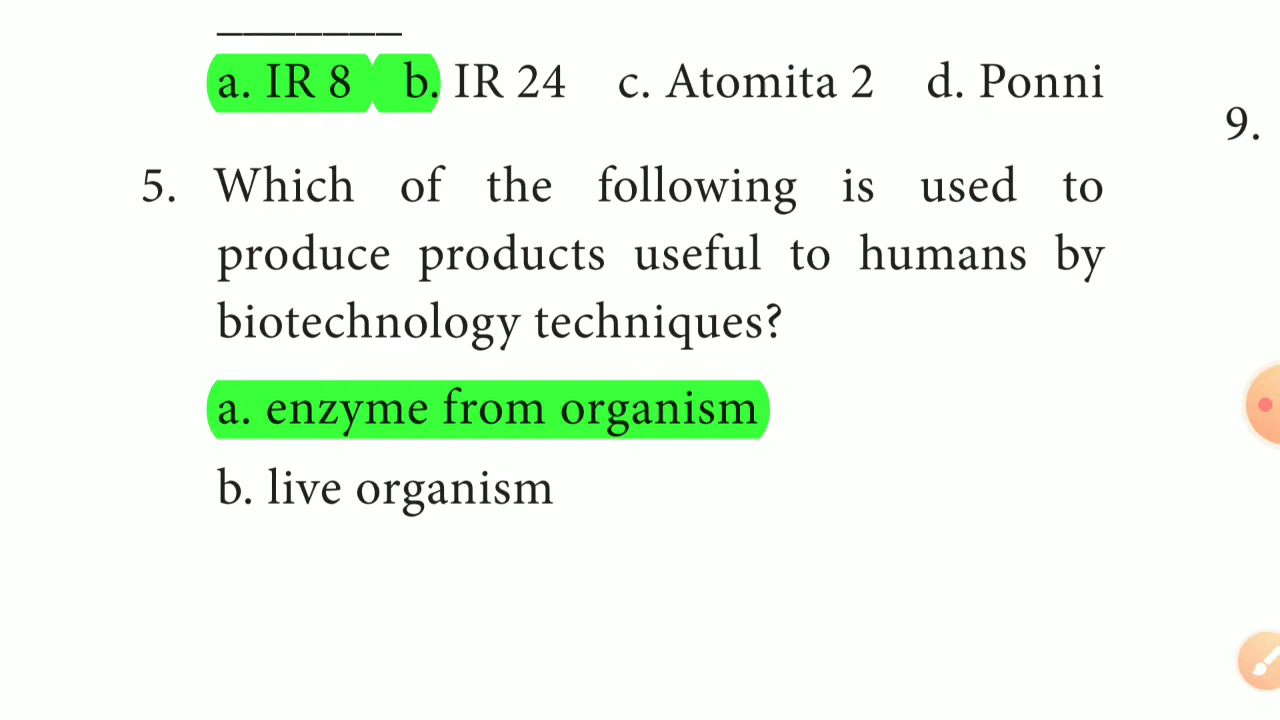 _______
a. IR 8 b. IR 24 c. Atomita 2 d. Ponni
9.
5. Which of the following is used to
produce products useful to humans by
biotechnology techniques?
a. enzyme from organism
b. live organism